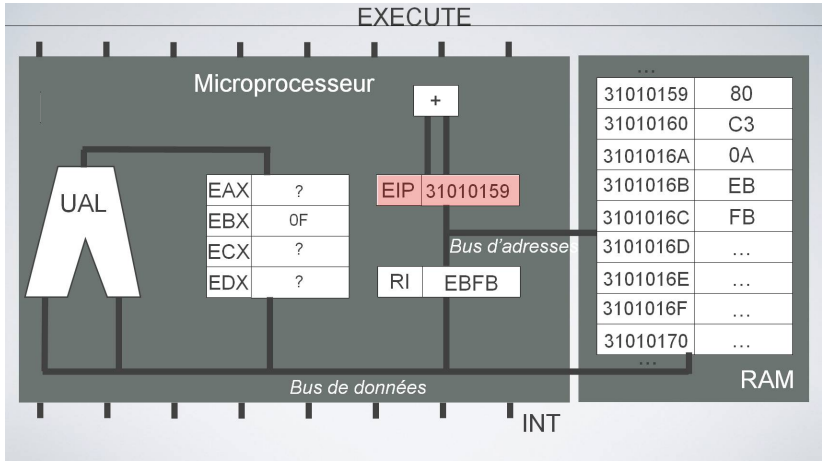 EXECUTE
Microprocesseur
+
UAL
EAX ?
EBX 0F
ECX ?
EDX ?
EIP 31010159
Bus d'adresses
RI EBFB
Bus de données
INT
...
31010159 80
31010160 C3
3101016A 0A
3101016B EB
3101016C FB
3101016D ...
3101016E ...
3101016F ...
31010170 ...
...
RAM